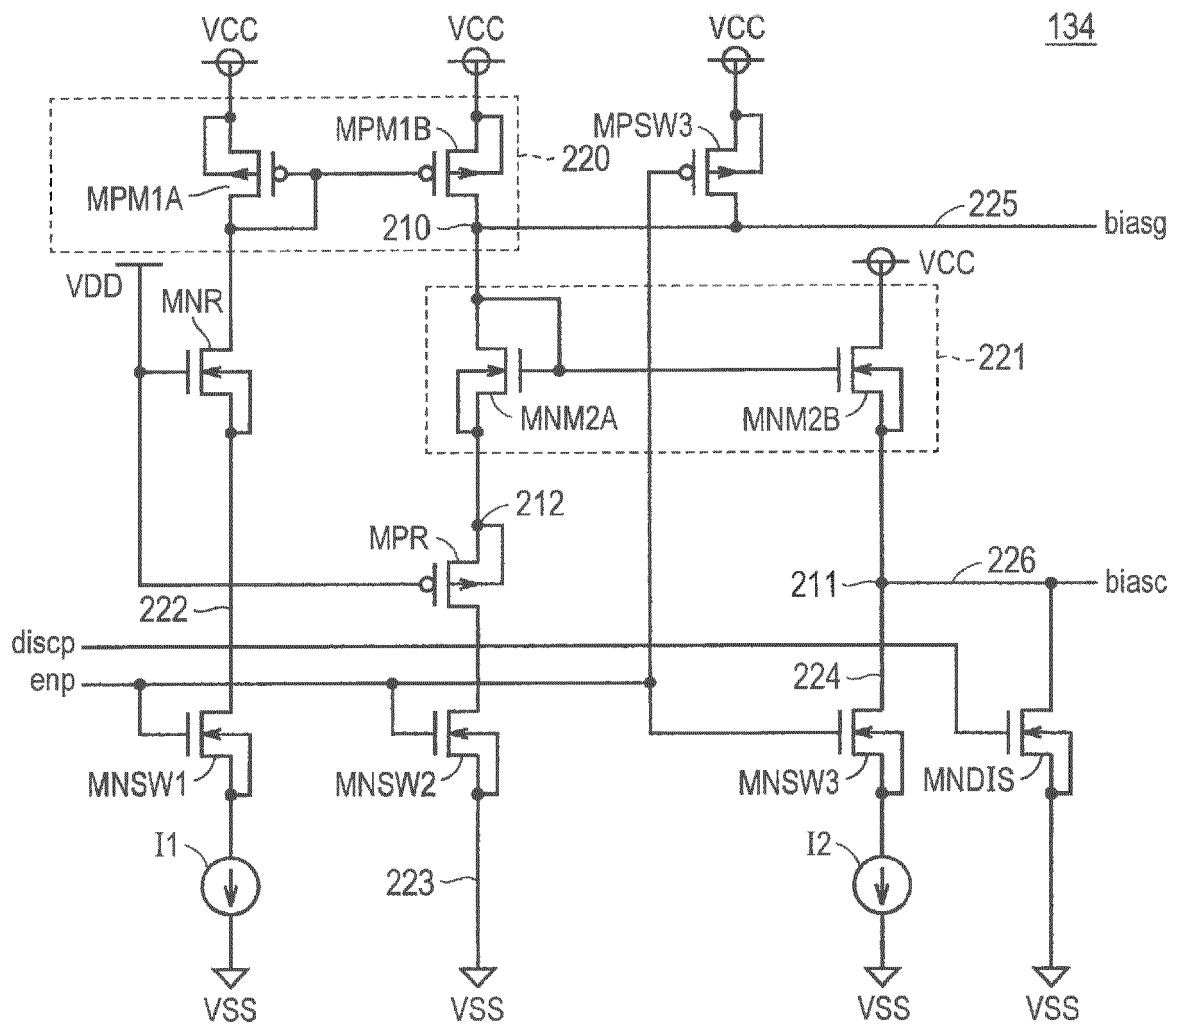 VCC VCC VCC 134
MPM1B MPSW3
220
MPM1A
210 225 biasg
VDD VCC
MNR
221
MNM2A MNM2B
212
MPR
226
211 biasc
222
discp
224
enp
MNSW1 MNSW2 MNSW3 MNDIS
I1 I2
223
VSS VSS VSS VSS